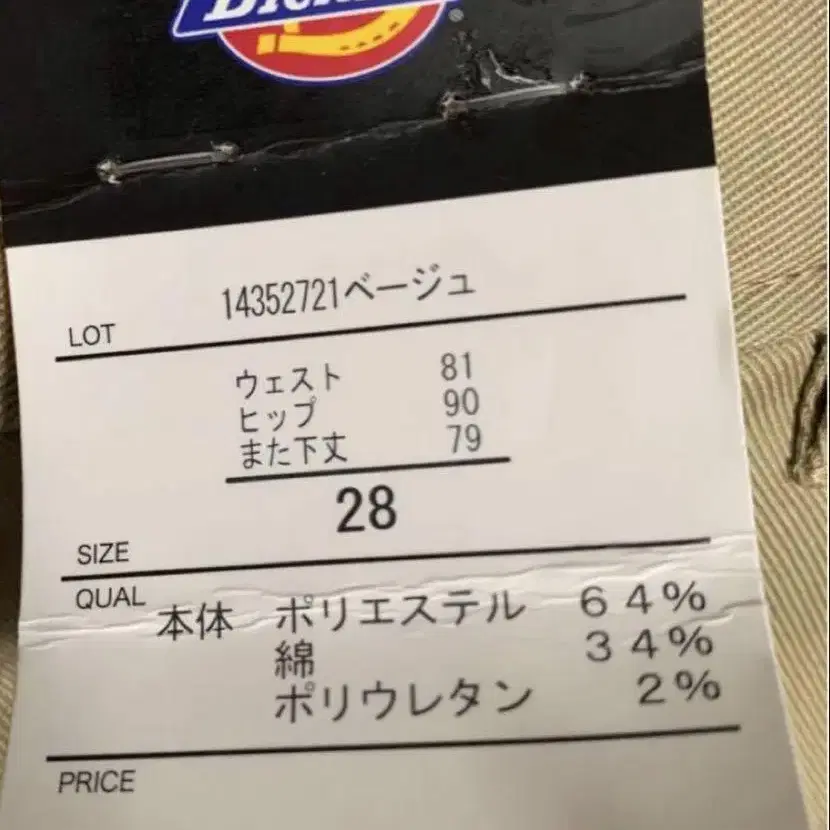 14352721ベージュ
LOT
ウェスト 81
ヒップ 90
また下丈 79
28
SIZE
QUAL
本体 ポリエステル 64%
綿 34%
ポリウレタン 2%
PRICE